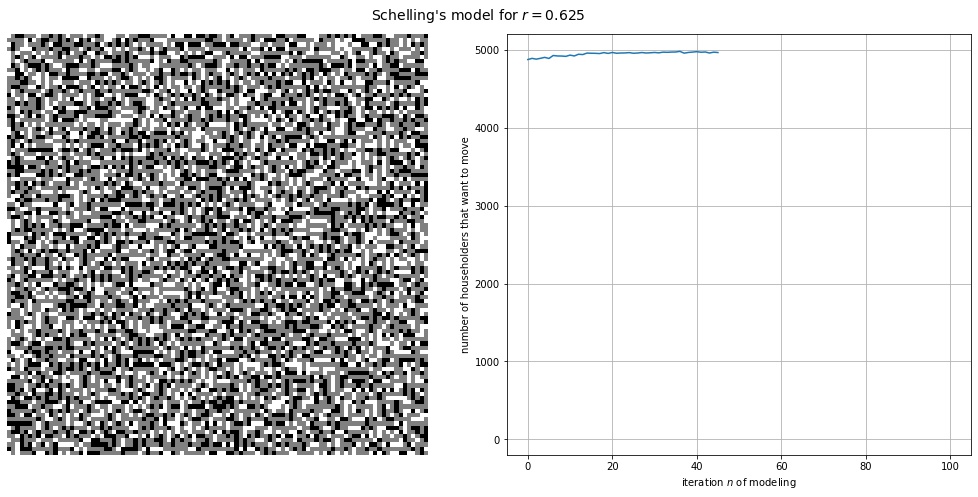 Schelling's model for r = 0.625
number of householders that want to move
5000
4000
3000
2000
1000
0
0 20 40 60 80 100
iteration n of modeling